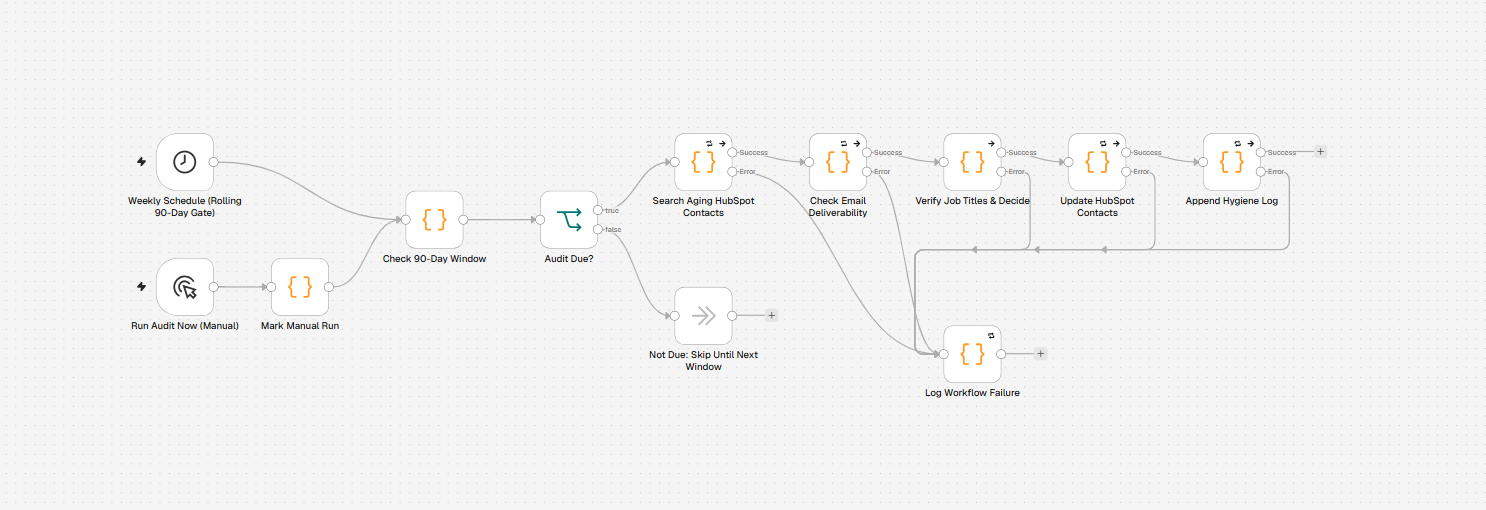 Weekly Schedule (Rolling
90-Day Gate)
Run Audit Now (Manual)
Mark Manual Run
Check 90-Day Window
Audit Due?
true
false
Not Due: Skip Until Next
Window
Search Aging HubSpot
Contacts
Success
Error
Check Email
Deliverability
Success
Error
Verify Job Titles & Decide
Success
Error
Update HubSpot
Contacts
Success
Error
Append Hygiene Log
Success
Error
Log Workflow Failure